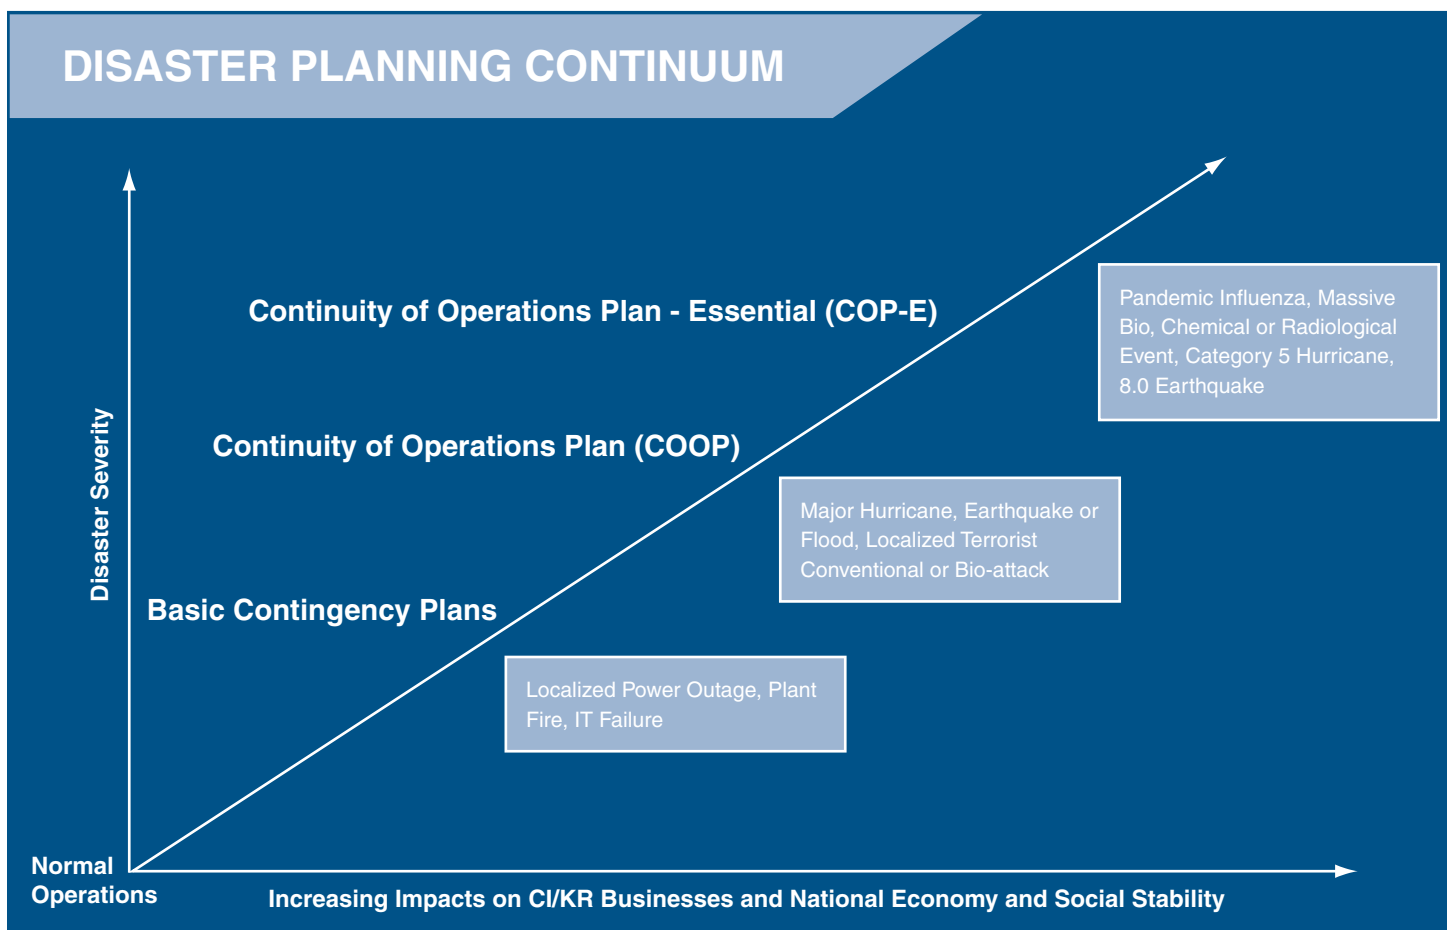 DISASTER PLANNING CONTINUUM
Continuity of Operations Plan - Essential (COP-E)
Pandemic Influenza, Massive
Bio, Chemical or Radiological
Event, Category 5 Hurricane,
8.0 Earthquake
Continuity of Operations Plan (COOP)
Major Hurricane, Earthquake or
Flood, Localized Terrorist
Conventional or Bio-attack
Disaster Severity
Basic Contingency Plans
Localized Power Outage, Plant
Fire, IT Failure
Normal
Operations
Increasing Impacts on CI/KR Businesses and National Economy and Social Stability